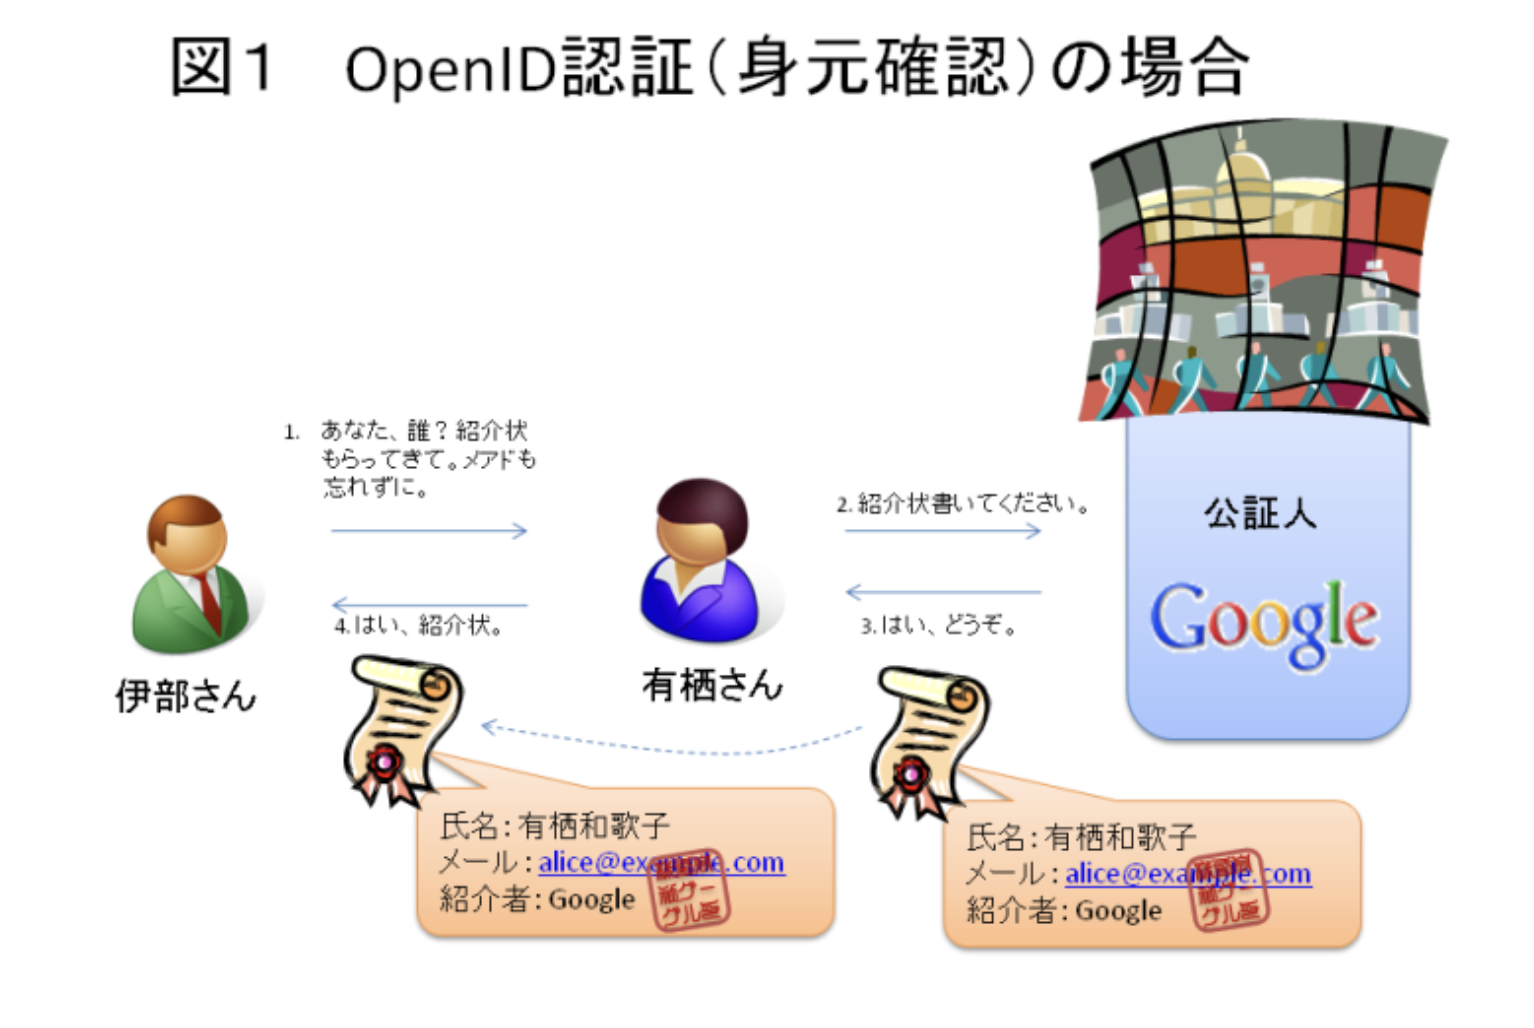 図１　OpenID認証（身元確認）の場合
1. あなた、誰？紹介状
もらってきて。メアドも
忘れずに。
2. 紹介状書いてください。
公証人
Google
3.はい、どうぞ。
4.はい、紹介状。
伊部さん
有栖さん
氏名：有栖和歌子
メール：alice@example.com
紹介者：Google
氏名：有栖和歌子
メール：alice@example.com
紹介者：Google